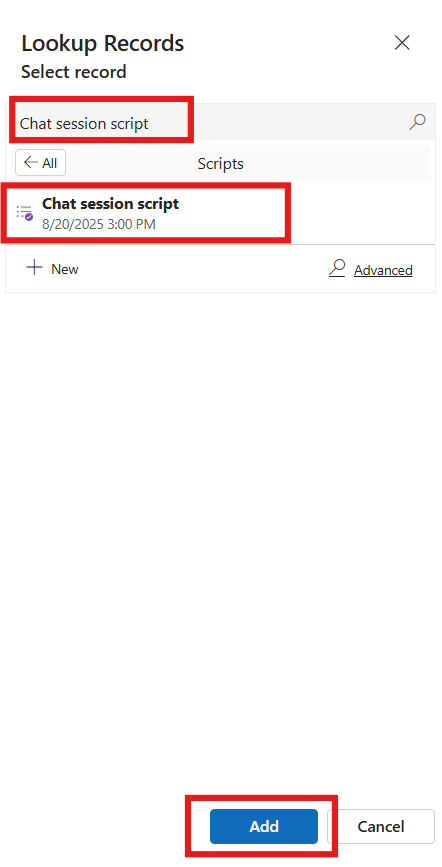 Lookup Records
Select record
Chat session script
All
Scripts
Chat session script
8/20/2025 3:00 PM
New
Advanced
Add
Cancel